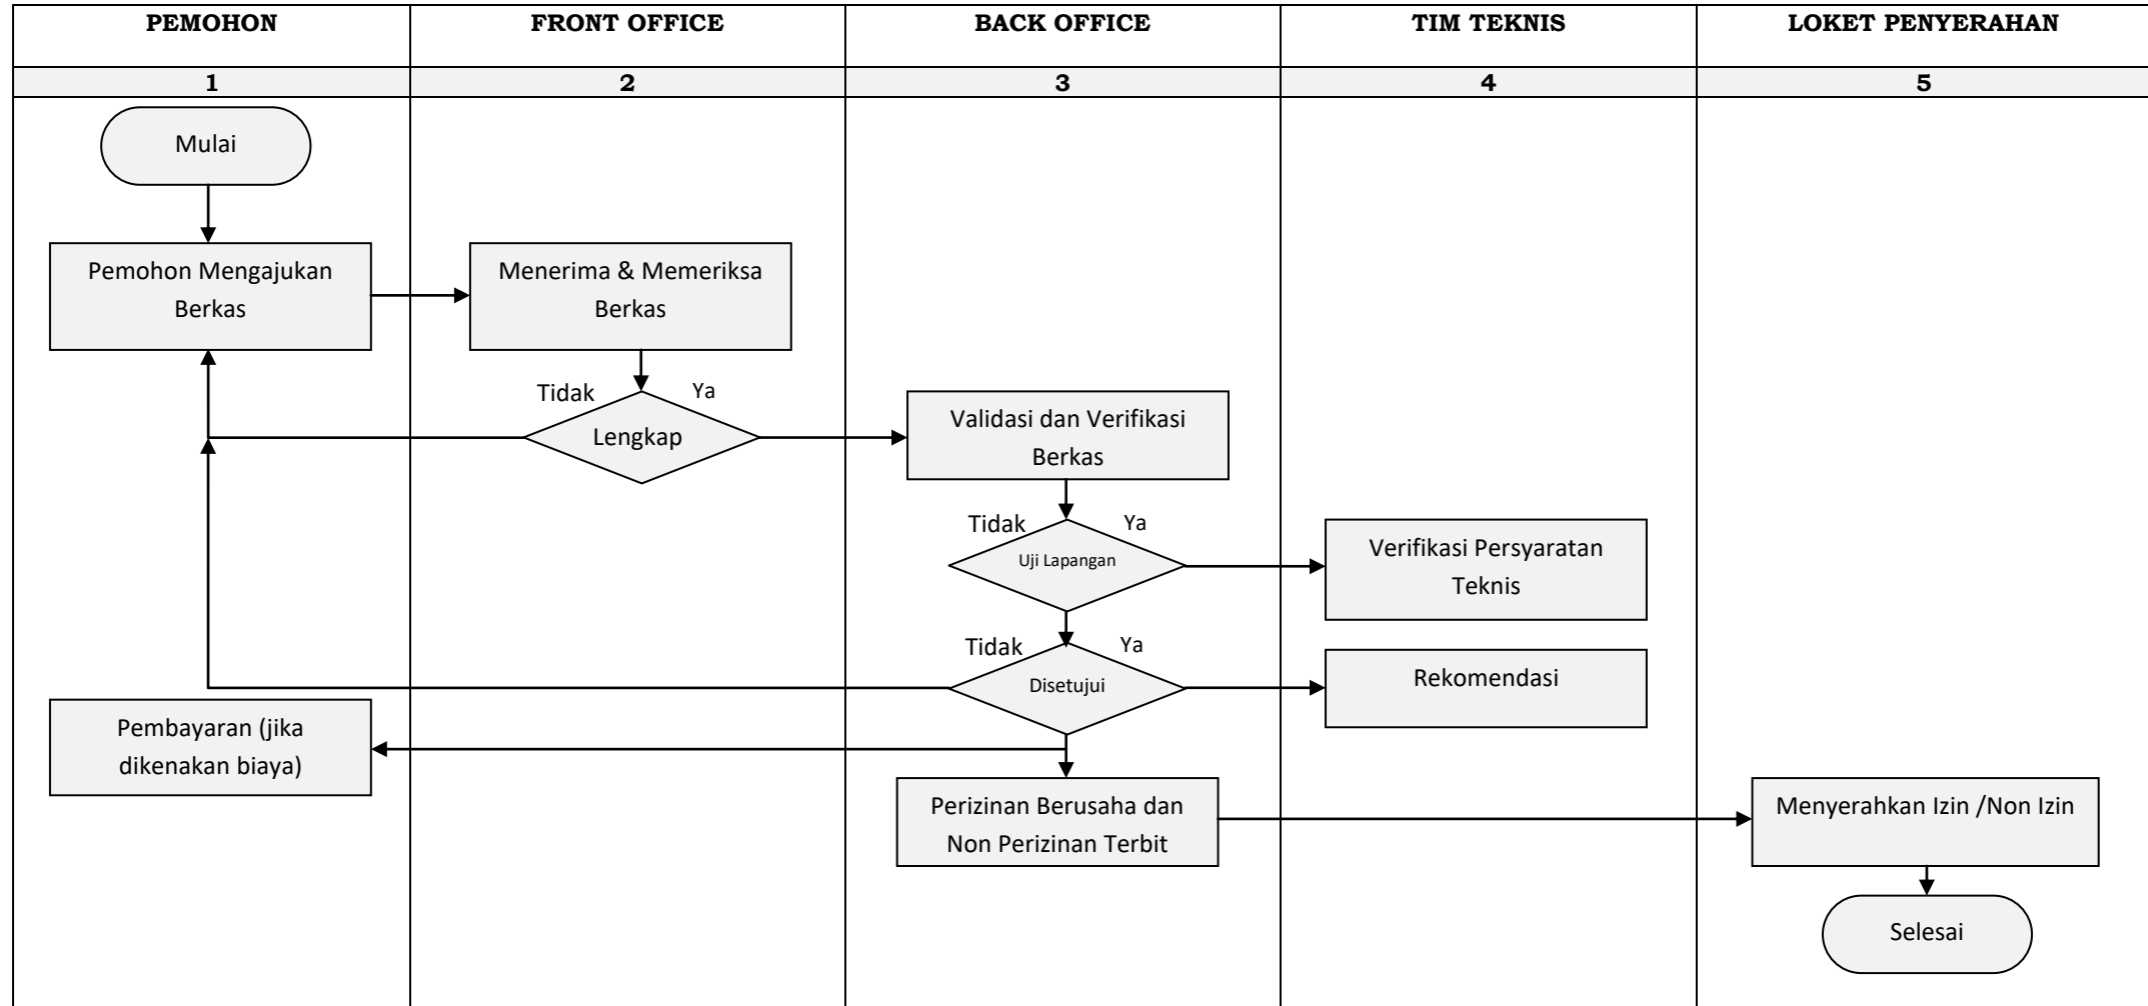 PEMOHON
FRONT OFFICE
BACK OFFICE
TIM TEKNIS
LOKET PENYERAHAN
1
2
3
4
5
Mulai
Pemohon Mengajukan
Berkas
Menerima & Memeriksa
Berkas
Tidak
Ya
Lengkap
Validasi dan Verifikasi
Berkas
Tidak
Ya
Uji Lapangan
Verifikasi Persyaratan
Teknis
Tidak
Ya
Disetujui
Rekomendasi
Pembayaran (jika
dikenakan biaya)
Perizinan Berusaha dan
Non Perizinan Terbit
Menyerahkan Izin /Non Izin
Selesai